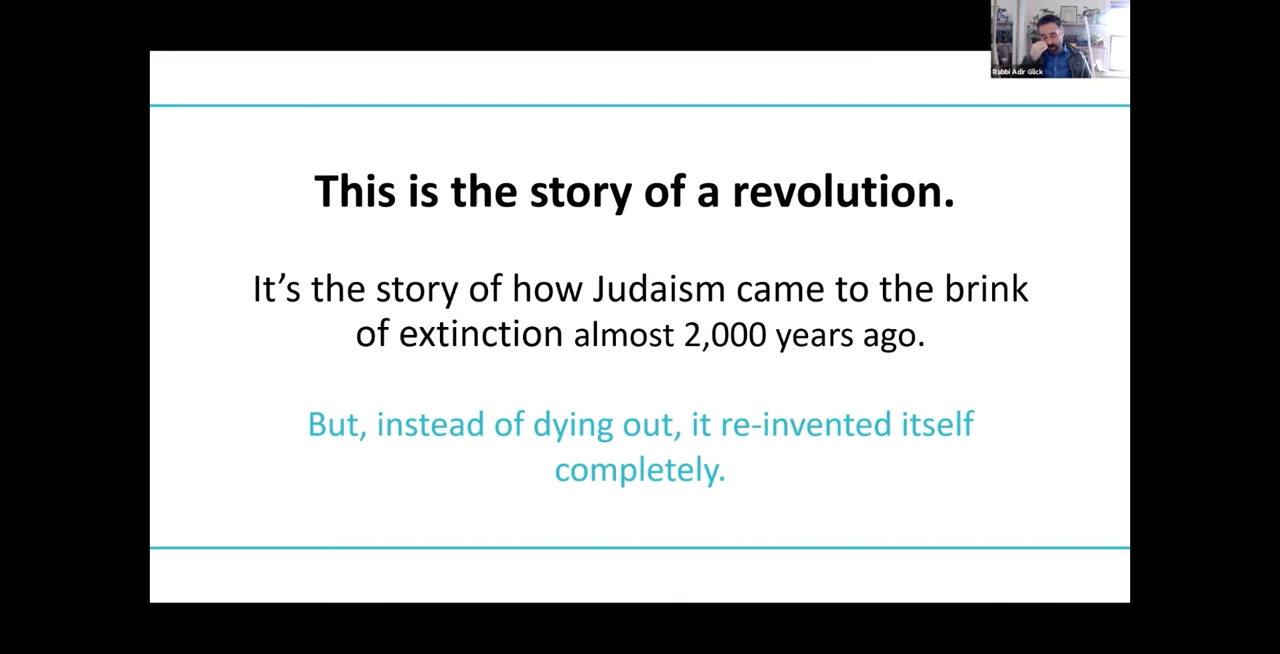 Rabbi Adir Glick
This is the story of a revolution.
It's the story of how Judaism came to the brink
of extinction almost 2,000 years ago.
But, instead of dying out, it re-invented itself
completely.